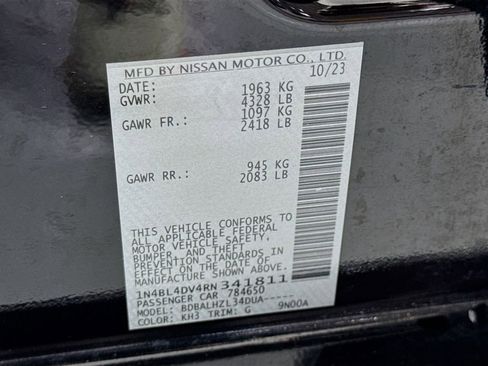 MFD BY NISSAN MOTOR CO., LTD.
DATE: 10/23
GVWR: 1963 KG
4328 LB
GAWR FR.: 1097 KG
2418 LB
GAWR RR.: 945 KG
2083 LB
THIS VEHICLE CONFORMS TO
ALL APPLICABLE FEDERAL
MOTOR VEHICLE SAFETY,
BUMPER, AND THEFT
PREVENTION STANDARDS IN
EFFECT ON THE DATE OF
MANUFACTURE SHOWN ABOVE.
1N4BL4DV4RN341811
PASSENGER CAR 784650
MODEL: BDBALHZL34DUA-----
COLOR: KH3 TRIM: G 9N00A